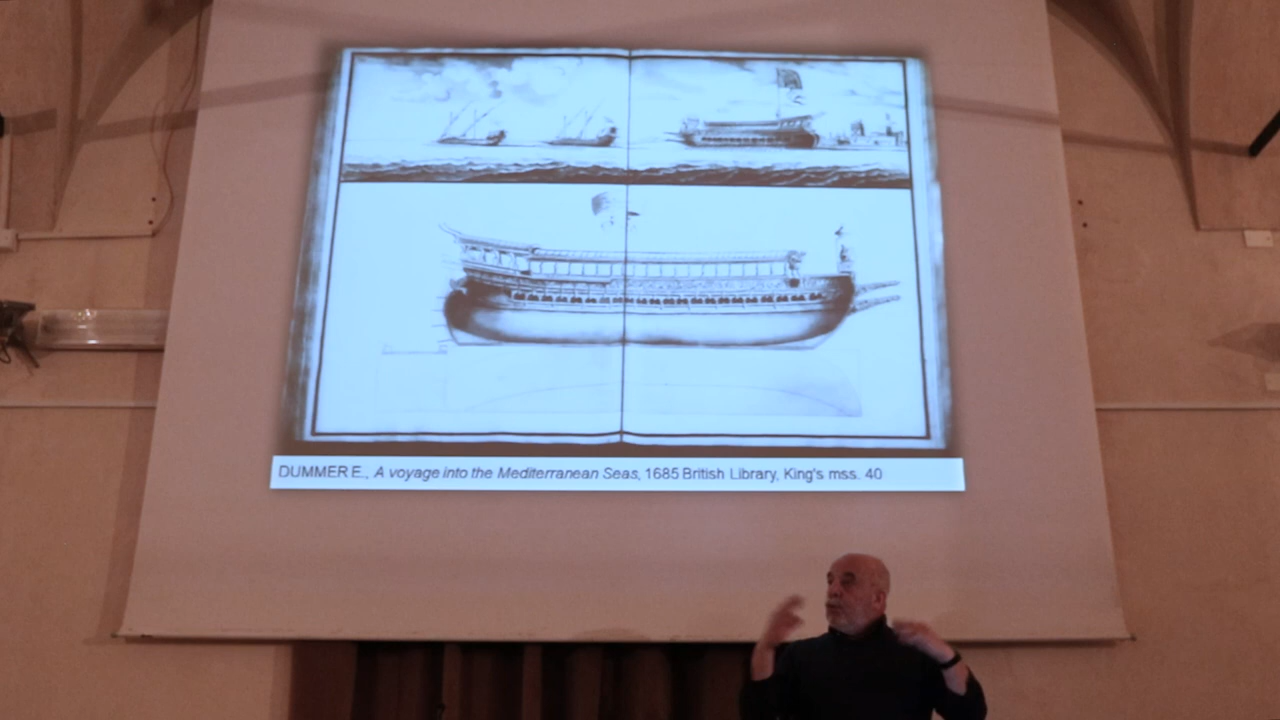 DUMMER E., A voyage into the Mediterranean Seas, 1685 British Library, King's mss. 40